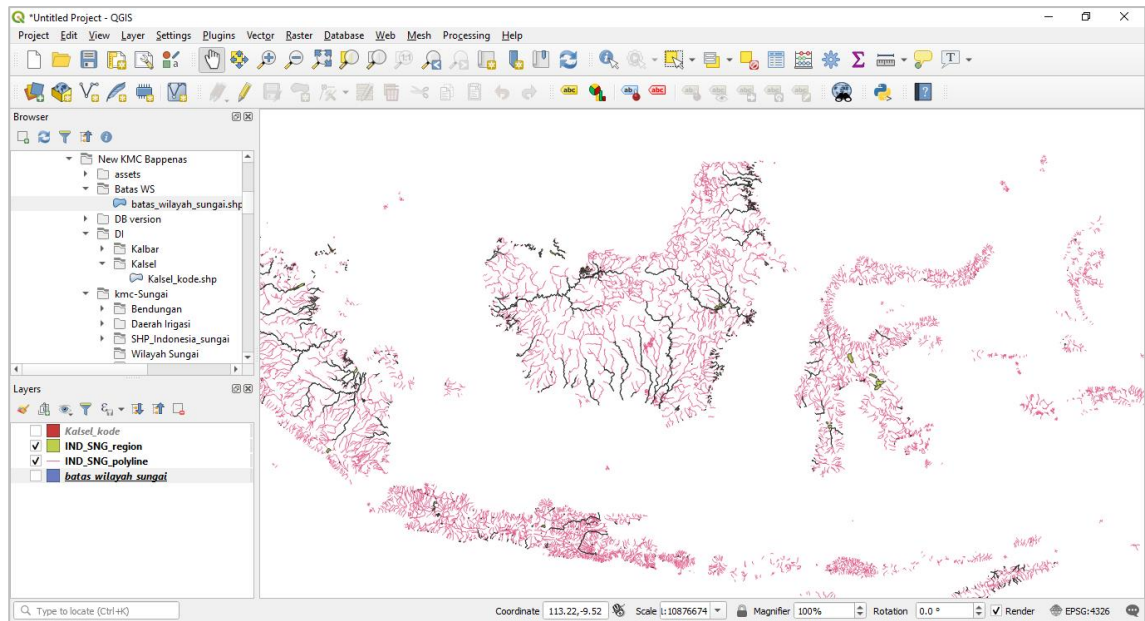 *Untitled Project - QGIS
Project Edit View Layer Settings Plugins Vector Raster Database Web Mesh Processing Help
Browser
New KMC Bappenas
assets
Batas WS
batas_wilayah_sungai.shp
DB version
DI
Kalbar
Kalsel
Kalsel_kode.shp
kmc-Sungai
Bendungan
Daerah Irigasi
SHP_Indonesia_sungai
Wilayah Sungai
Layers
Kalsel_kode
IND_SNG_region
IND_SNG_polyline
batas_wilayah_sungai
Type to locate (Ctrl+K) Coordinate 113.22,-9.52 Scale 1:10876674 Magnifier 100% Rotation 0.0 ° Render EPSG:4326